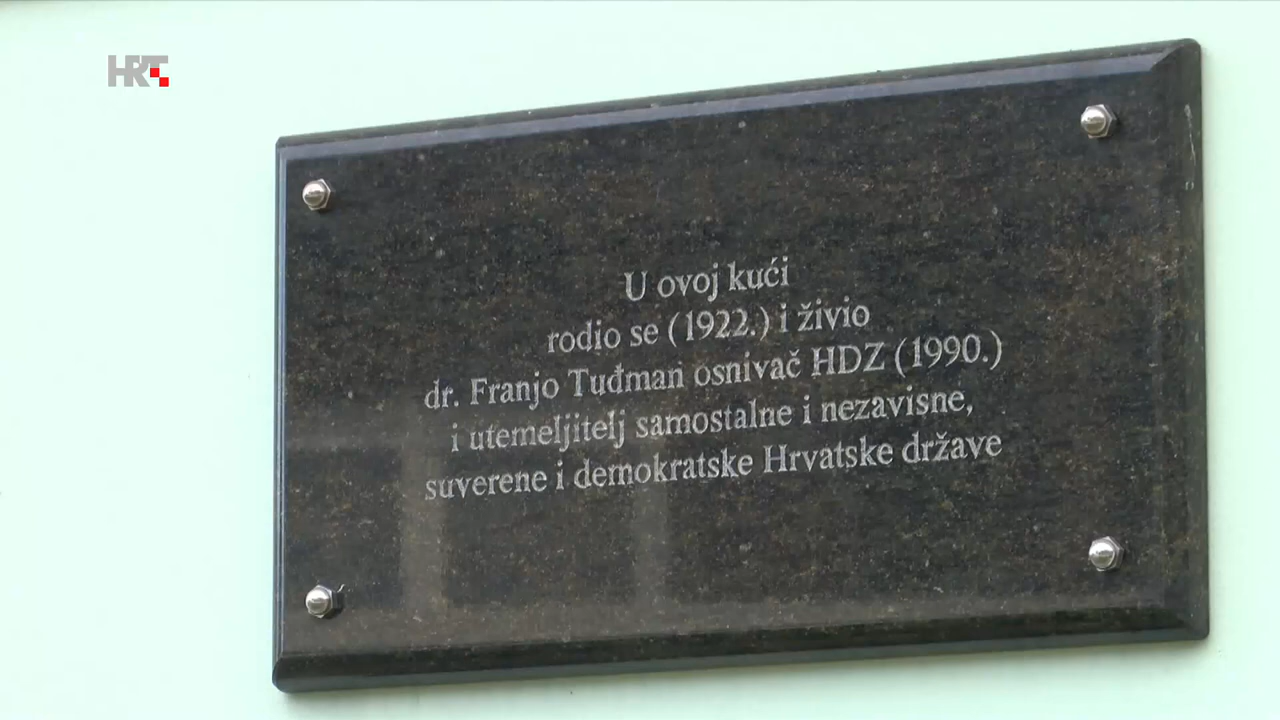 HRT
U ovoj kući
rodio se (1922.) i živio
dr. Franjo Tuđman osnivač HDZ (1990.)
i utemeljitelj samostalne i nezavisne,
suverene i demokratske Hrvatske države